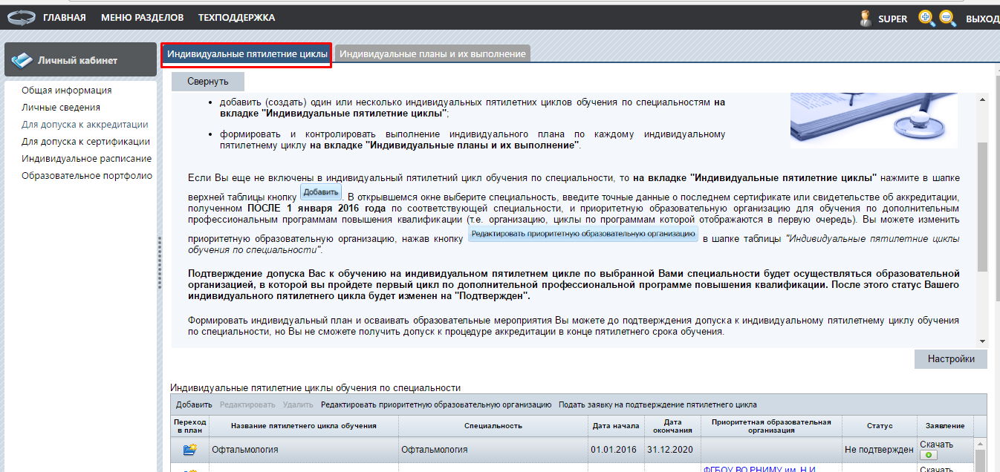 ГЛАВНАЯ МЕНЮ РАЗДЕЛОВ ТЕХПОДДЕРЖКА SUPER ВЫХОД
Личный кабинет
Общая информация
Личные сведения
Для допуска к аккредитации
Для допуска к сертификации
Индивидуальное расписание
Образовательное портфолио
Индивидуальные пятилетние циклы Индивидуальные планы и их выполнение
Свернуть
• добавить (создать) один или несколько индивидуальных пятилетних циклов обучения по специальностям на
вкладке "Индивидуальные пятилетние циклы";
• формировать и контролировать выполнение индивидуального плана по каждому индивидуальному
пятилетнему циклу на вкладке "Индивидуальные планы и их выполнение".
Если Вы еще не включены в индивидуальный пятилетний цикл обучения по специальности, то на вкладке "Индивидуальные пятилетние циклы" нажмите в шапке
верхней таблицы кнопку Добавить . В открывшемся окне выберите специальность, введите точные данные о последнем сертификате или свидетельстве об аккредитации,
полученном ПОСЛЕ 1 января 2016 года по соответствующей специальности, и приоритетную образовательную организацию для обучения по дополнительным
профессиональным программам повышения квалификации (т.е. организацию, циклы по программам которой отображаются в первую очередь). Вы можете изменить
приоритетную образовательную организацию, нажав кнопку Редактировать приоритетную образовательную организацию в шапке таблицы "Индивидуальные пятилетние циклы
обучения по специальности".
Подтверждение допуска Вас к обучению на индивидуальном пятилетнем цикле по выбранной Вами специальности будет осуществляться образовательной
организацией, в которой вы пройдете первый цикл по дополнительной профессиональной программе повышения квалификации. После этого статус Вашего
индивидуального пятилетнего цикла будет изменен на "Подтвержден".
Формировать индивидуальный план и осваивать образовательные мероприятия Вы можете до подтверждения допуска к индивидуальному пятилетнему циклу обучения
по специальности, но Вы не сможете получить допуск к процедуре аккредитации в конце пятилетнего срока обучения.
Настройки
Индивидуальные пятилетние циклы обучения по специальности
Добавить Редактировать Удалить Редактировать приоритетную образовательную организацию Подать заявку на подтверждение пятилетнего цикла
Переход в план Название пятилетнего цикла обучения Специальность Дата начала Дата окончания Приоритетная образовательная организация Статус Заявление
Офтальмология Офтальмология 01.01.2016 31.12.2020 Не подтвержден Скачать
ФГБОУ ВО РНИМУ им. Н.И. Скачать